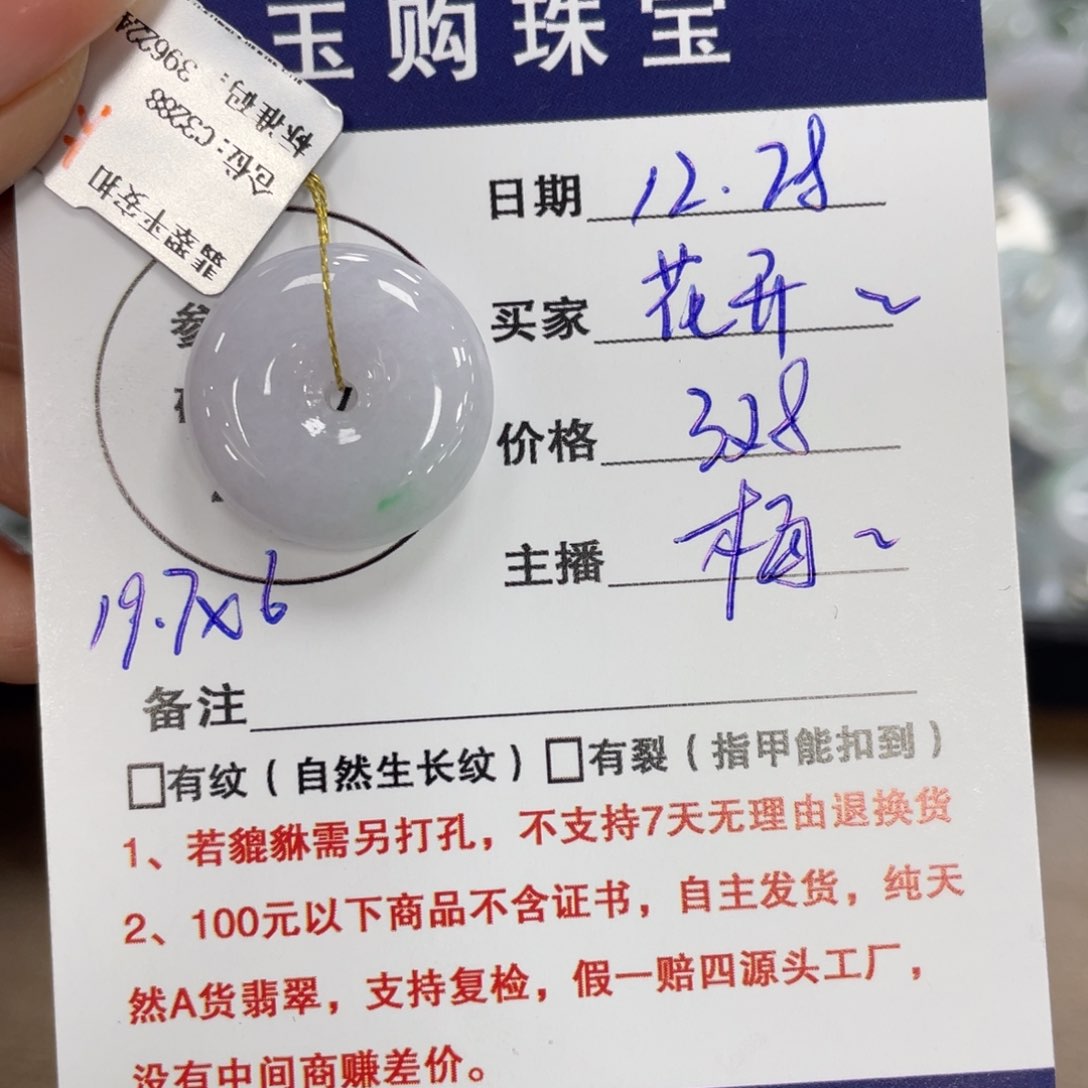 玉购珠宝
标准码：396224
仓位：C3288
翡翠平安扣
日期 12.28
买家 花开~
价格 328
主播 梅~
19.7x6
备注
有纹（自然生长纹） 有裂（指甲能扣到）
1、若貔貅需另打孔，不支持7天无理由退换货
2、100元以下商品不含证书，自主发货，纯天
然A货翡翠，支持复检，假一赔四源头工厂，
没有中间商赚差价。